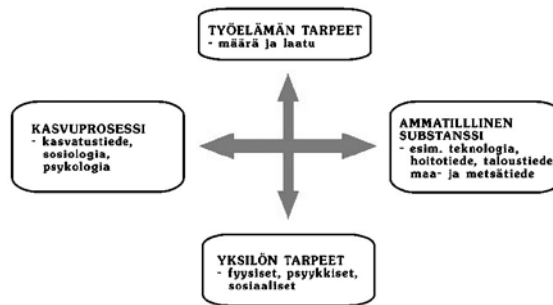 TYÖELÄMÄN TARPEET
- määrä ja laatu
KASVUPROSESSI
- kasvatustiede,
sosiologia,
psykologia
AMMATILLLINEN
SUBSTANSSI
- esim. teknologia,
hoitotiede, taloustiede,
maa- ja metsätiede
YKSILÖN TARPEET
- fyysiset, psyykkiset,
sosiaaliset